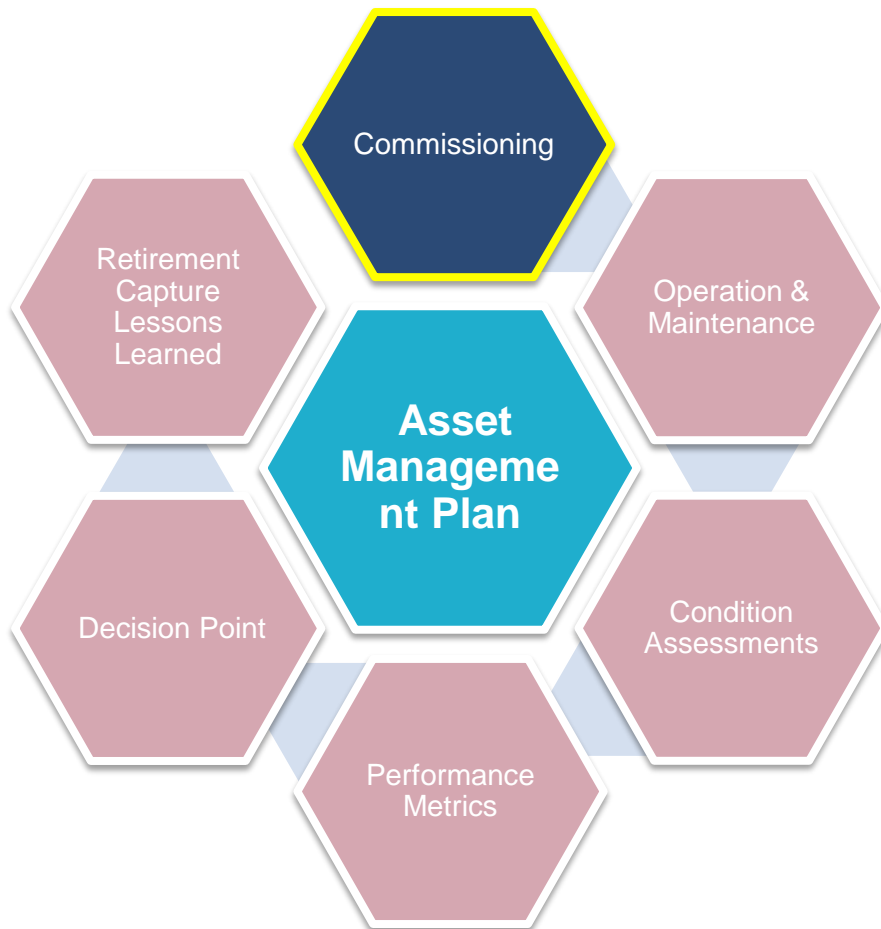 Commissioning
Operation &
Maintenance
Condition
Assessments
Performance
Metrics
Decision Point
Retirement
Capture
Lessons
Learned
Asset
Manageme
nt Plan